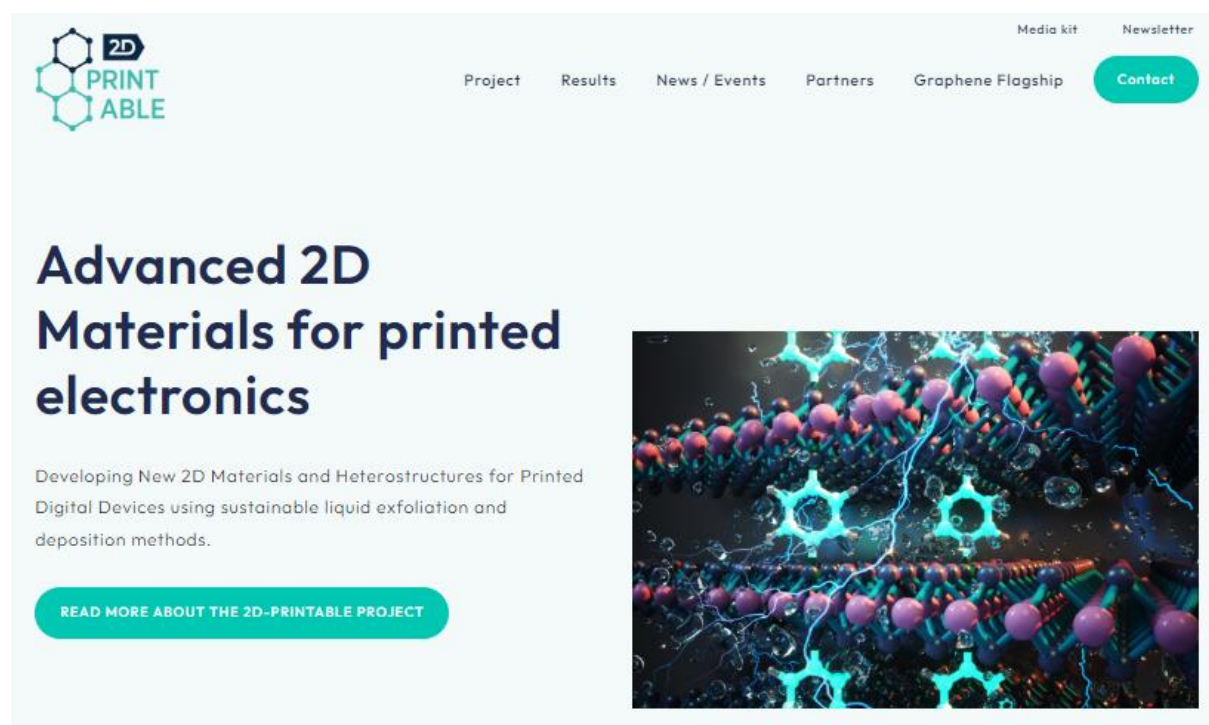 2D
PRINT
ABLE
Media kit Newsletter
Project Results News / Events Partners Graphene Flagship Contact
Advanced 2D
Materials for printed
electronics
Developing New 2D Materials and Heterostructures for Printed
Digital Devices using sustainable liquid exfoliation and
deposition methods.
READ MORE ABOUT THE 2D-PRINTABLE PROJECT